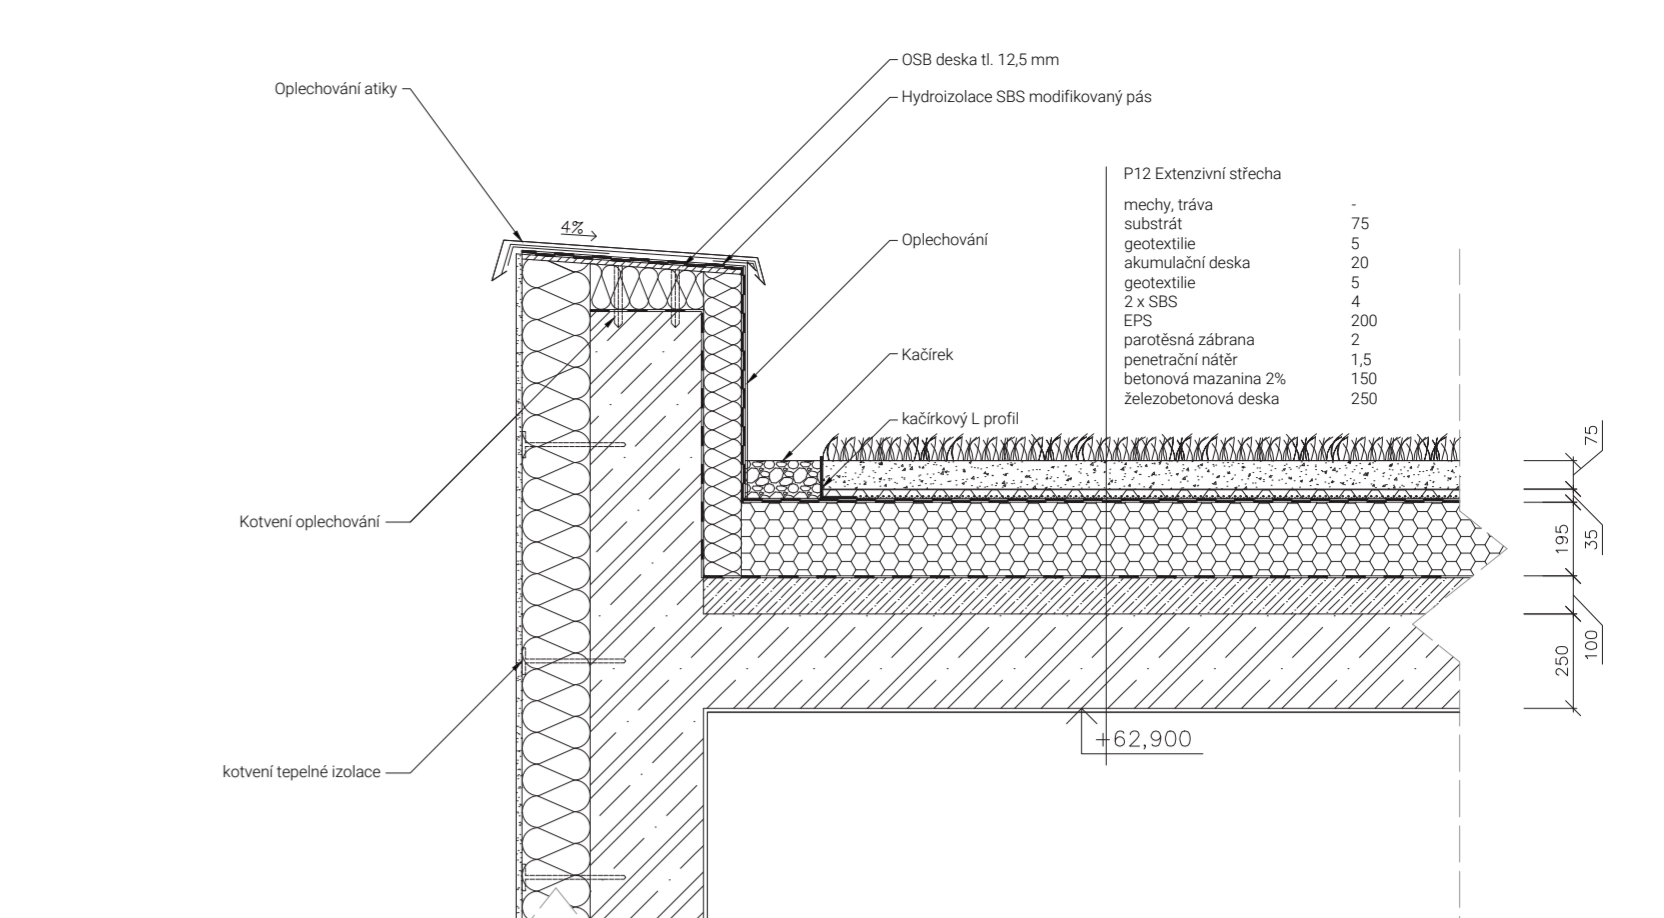 OSB deska tl. 12,5 mm
Oplechování atiky
Hydroizolace SBS modifikovaný pás
P12 Extenzivní střecha
mechy, tráva -
substrát 75
geotextilie 5
akumulační deska 20
geotextilie 5
2 x SBS 4
EPS 200
parotěsná zábrana 2
penetrační nátěr 1,5
betonová mazanina 2% 150
železobetonová deska 250
4%
Oplechování
Kačírek
kačírkový L profil
75
Kotvení oplechování
195
35
250
100
+62,900
kotvení tepelné izolace